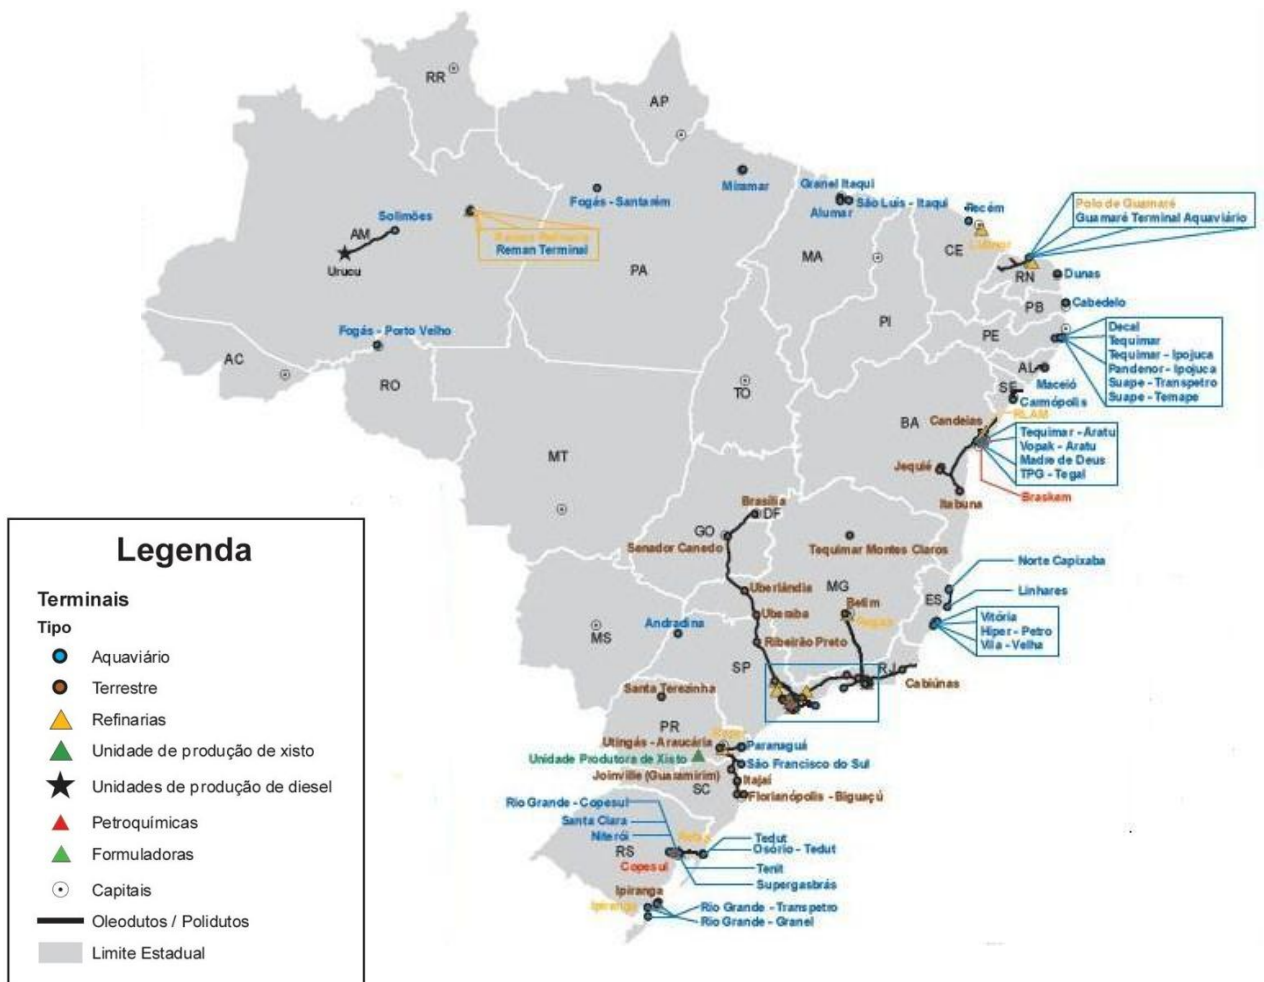 RR
AP
Miramar
Granel Itaqui
São Luis - Itaqui
Alumar
Pecém
Lubnor
CE
Polo de Guamaré
Guamaré Terminal Aquaviário
RN
Dunas
Fogás - Santarém
Solimões
AM
Urucu
Reman Terminal
PA
MA
PI
PB
Cabedelo
PE
Decal
Tequimar
Tequimar - Ipojuca
Pandenor - Ipojuca
Suape - Transpetro
Suape - Temape
Fogás - Porto Velho
AC
RO
TO
AL
Maceió
SE
Carmópolis
RLAM
BA
Candeias
Tequimar - Aratu
Vopak - Aratu
Madre de Deus
TPG - Tegal
Braskem
MT
Jequié
Itabuna
Brasília
DF
GO
Senador Canedo
Tequimar Montes Claros
Norte Capixaba
Uberlândia
MG
Linhares
ES
Betim
Regap
Vitória
Hiper - Petro
Vila - Velha
Uberaba
Andradina
MS
Ribeirão Preto
SP
RJ
Cabiúnas
Santa Terezinha
PR
Repar
Utingás - Araucária
Paranaguá
Unidade Produtora de Xisto
São Francisco do Sul
Joinville (Guaramirim)
Itajaí
SC
Florianópolis - Biguaçú
Rio Grande - Copesul
Santa Clara
Niterói
Refap
Tedut
Osório - Tedut
RS
Copesul
Tenit
Supergasbrás
Ipiranga
Ipiranga
Rio Grande - Transpetro
Rio Grande - Granel
Legenda
Terminais
Tipo
Aquaviário
Terrestre
Refinarias
Unidade de produção de xisto
Unidades de produção de diesel
Petroquímicas
Formuladoras
Capitais
Oleodutos / Polidutos
Limite Estadual